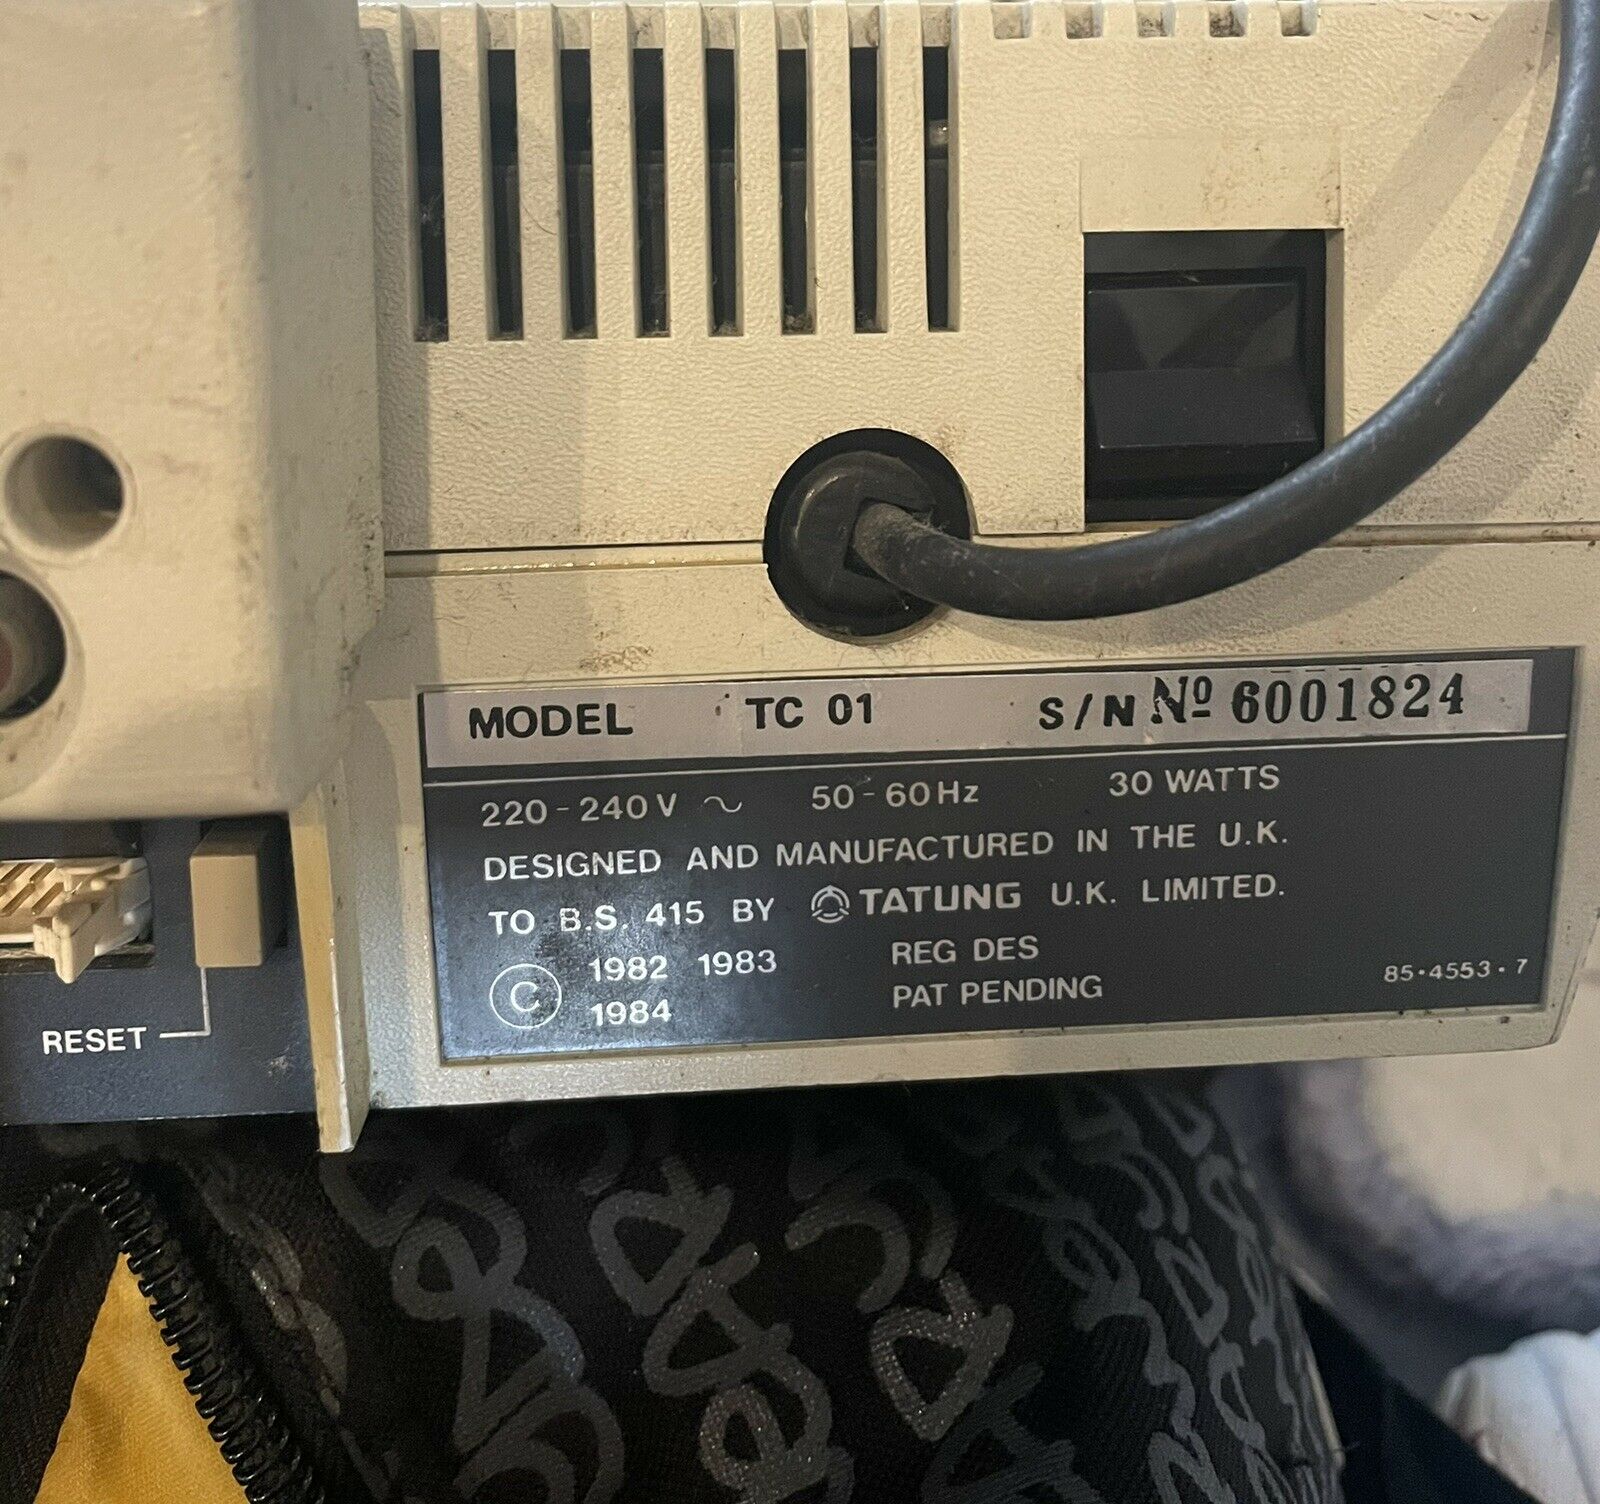 MODEL TC 01 S/N Nº 6001824
220-240V ~ 50-60Hz 30 WATTS
DESIGNED AND MANUFACTURED IN THE U.K.
TO B.S. 415 BY TATUNG U.K. LIMITED.
© 1982 1983 REG DES
1984 PAT PENDING 85·4553·7
RESET